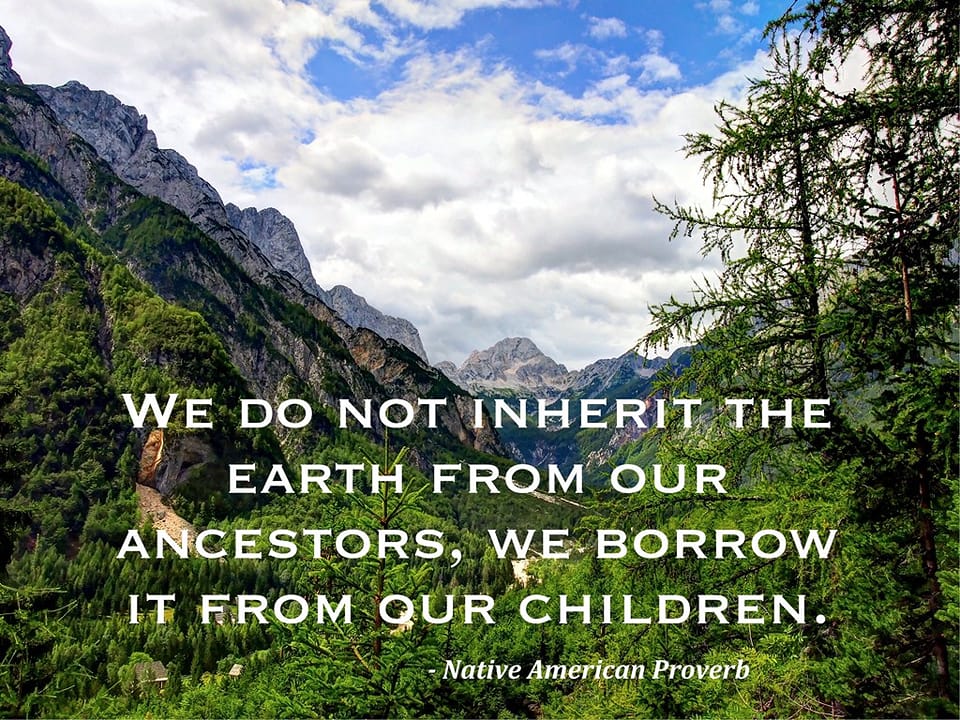 We do not inherit the
earth from our
ancestors, we borrow
it from our children.
- Native American Proverb